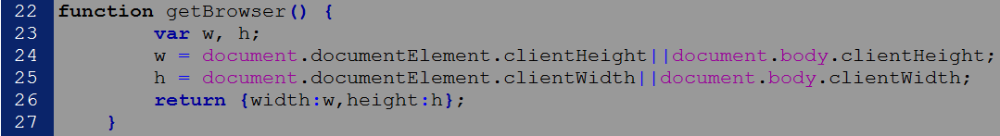 22 function getBrowser() {
23 var w, h;
24 w = document.documentElement.clientHeight||document.body.clientHeight;
25 h = document.documentElement.clientWidth||document.body.clientWidth;
26 return {width:w,height:h};
27 }